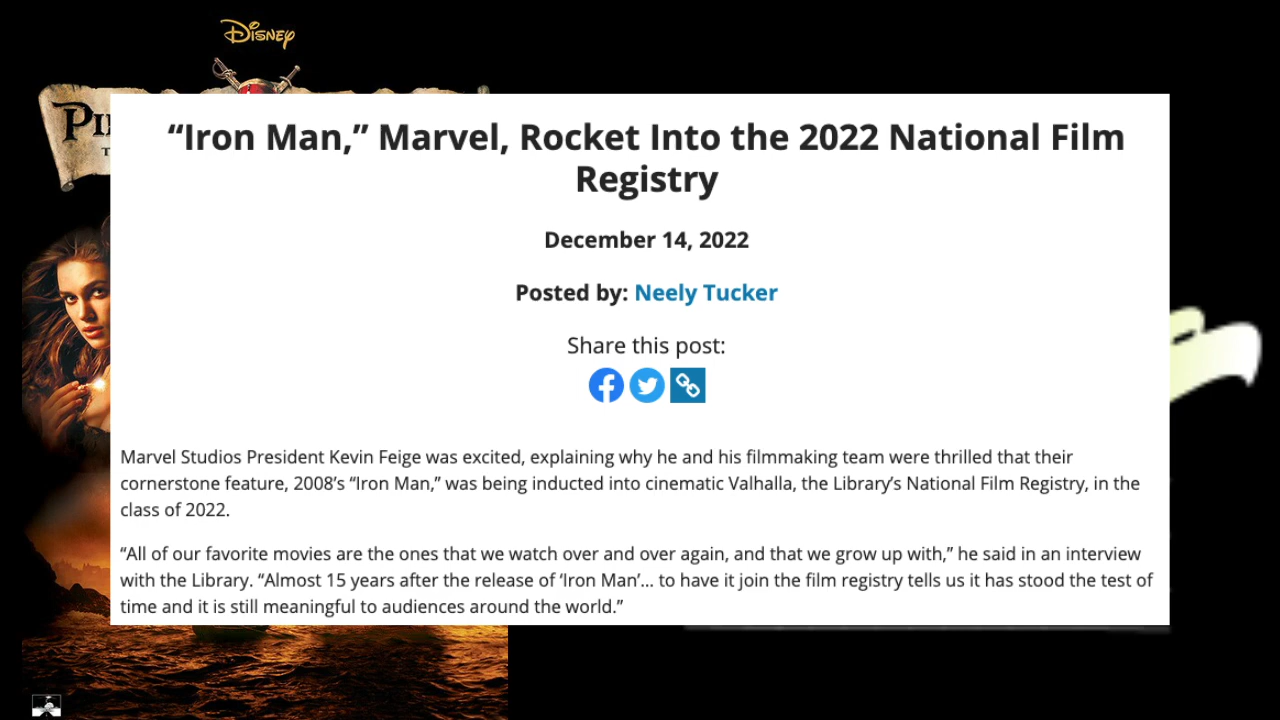 Disney
PI
T
“Iron Man,” Marvel, Rocket Into the 2022 National Film
Registry
December 14, 2022
Posted by: Neely Tucker
Share this post:
Marvel Studios President Kevin Feige was excited, explaining why he and his filmmaking team were thrilled that their
cornerstone feature, 2008’s “Iron Man,” was being inducted into cinematic Valhalla, the Library’s National Film Registry, in the
class of 2022.
“All of our favorite movies are the ones that we watch over and over again, and that we grow up with,” he said in an interview
with the Library. “Almost 15 years after the release of ‘Iron Man’... to have it join the film registry tells us it has stood the test of
time and it is still meaningful to audiences around the world.”